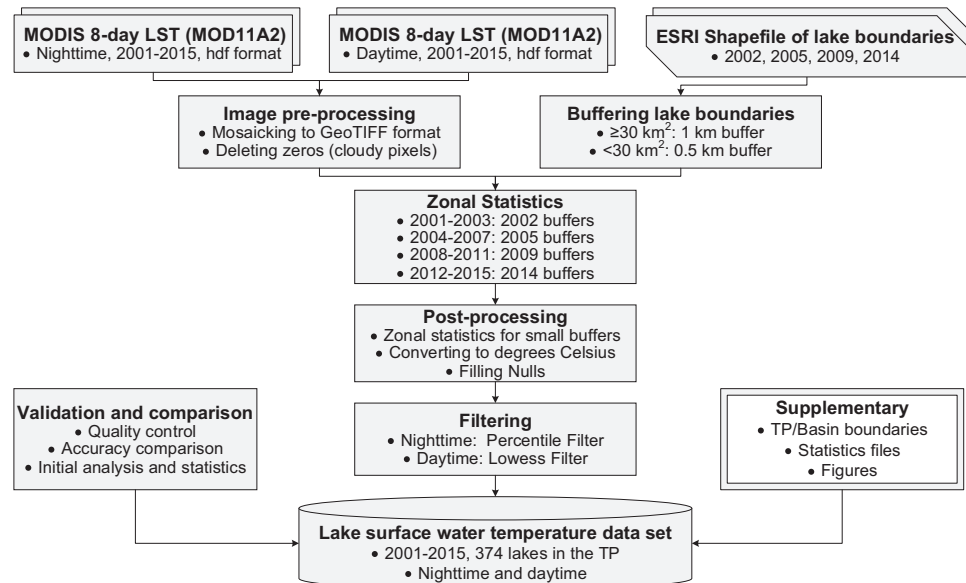 MODIS 8-day LST (MOD11A2)
• Nighttime, 2001-2015, hdf format
MODIS 8-day LST (MOD11A2)
• Daytime, 2001-2015, hdf format
ESRI Shapefile of lake boundaries
• 2002, 2005, 2009, 2014
Image pre-processing
• Mosaicking to GeoTIFF format
• Deleting zeros (cloudy pixels)
Buffering lake boundaries
• ≥30 km²: 1 km buffer
• <30 km²: 0.5 km buffer
Zonal Statistics
• 2001-2003: 2002 buffers
• 2004-2007: 2005 buffers
• 2008-2011: 2009 buffers
• 2012-2015: 2014 buffers
Post-processing
• Zonal statistics for small buffers
• Converting to degrees Celsius
• Filling Nulls
Validation and comparison
• Quality control
• Accuracy comparison
• Initial analysis and statistics
Filtering
• Nighttime: Percentile Filter
• Daytime: Lowess Filter
Supplementary
• TP/Basin boundaries
• Statistics files
• Figures
Lake surface water temperature data set
• 2001-2015, 374 lakes in the TP
• Nighttime and daytime